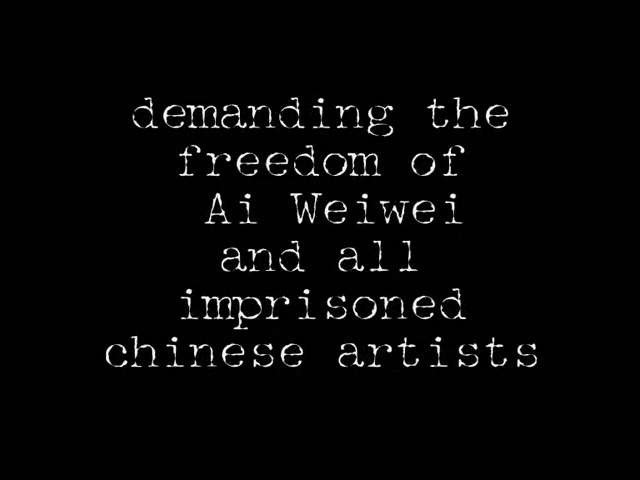 demanding the
freedom of
Ai Weiwei
and all
imprisoned
chinese artists